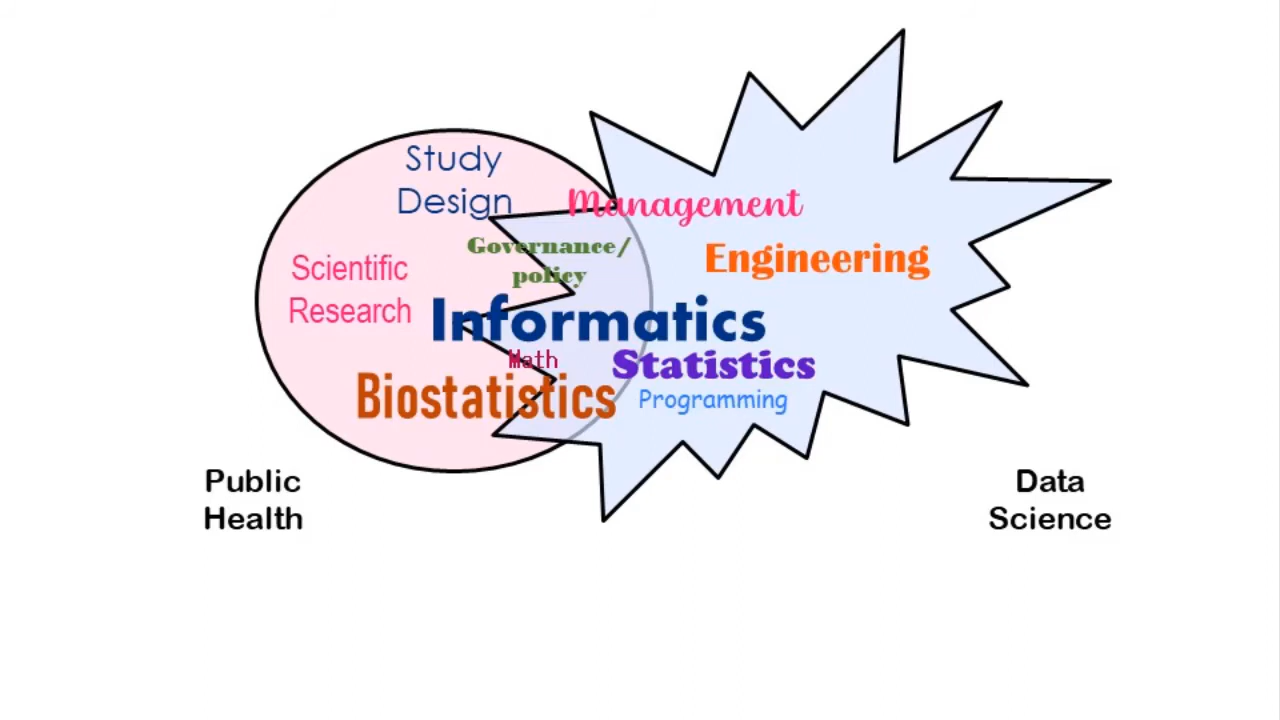 Study
Design
Management
Governance/
policy
Engineering
Scientific
Research
Informatics
Math
Statistics
Biostatistics
Programming
Public
Health
Data
Science